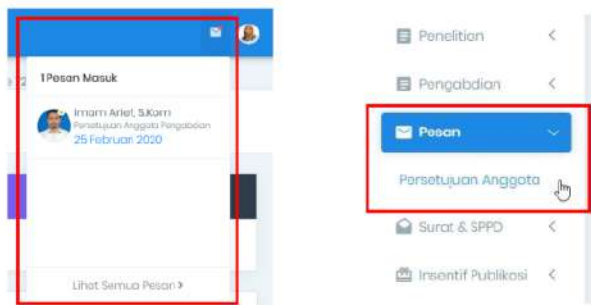 1 Pesan Masuk
Imam Arief, S.Kom
Persetujuan Anggota Pengabdian
25 Februari 2020
Lihat Semua Pesan >
Penelitian
Pengabdian
Pesan
Persetujuan Anggota
Surat & SPPD
Insentif Publikasi